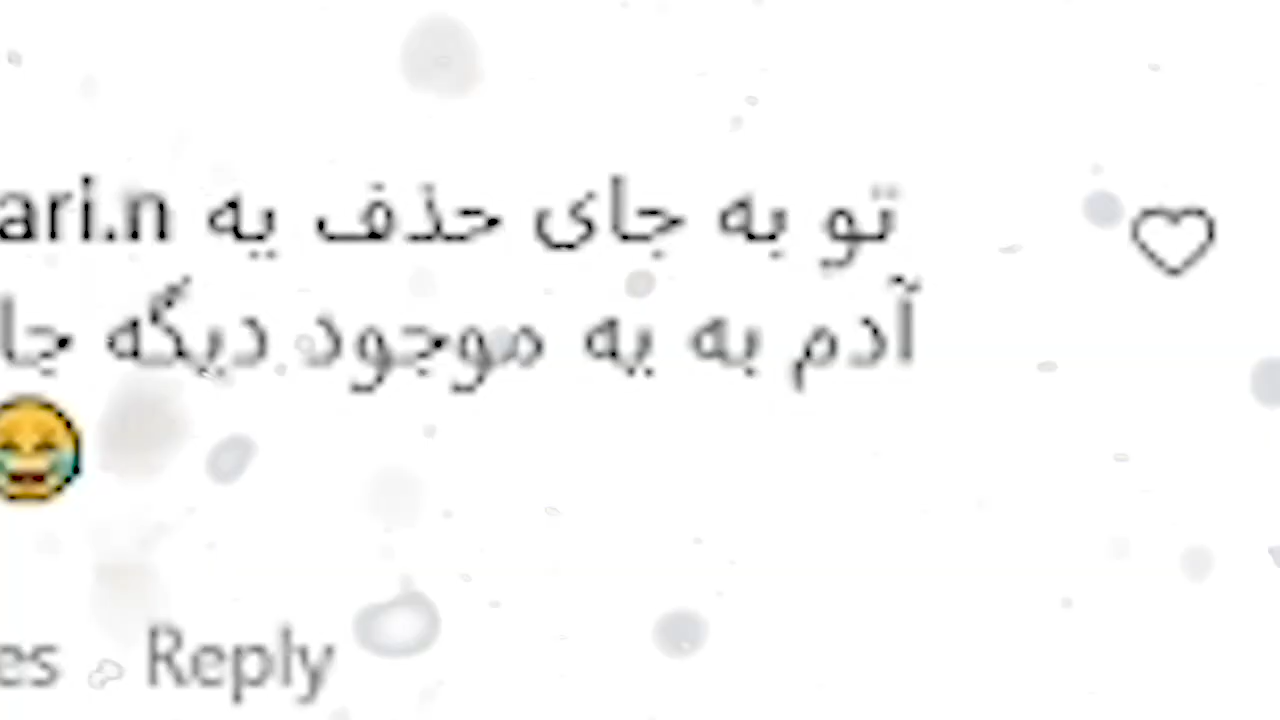 ari.n تو به جای حذف یه
آدم به یه موجود دیگه جا
😂
es Reply